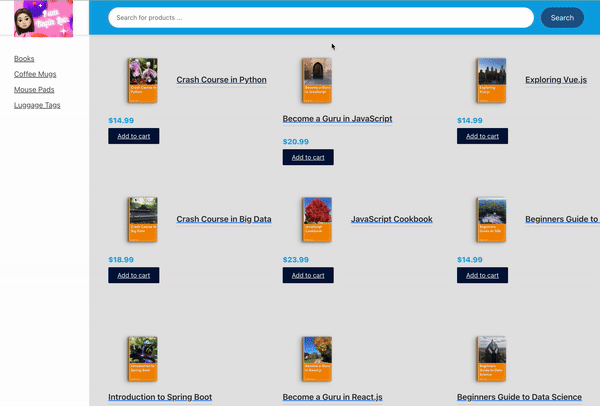 Search for products ...
Search
Books
Coffee Mugs
Mouse Pads
Luggage Tags
Crash Course in Python
Crash Course in Python
$14.99
Add to cart
Become a Guru in JavaScript
Become a Guru in JavaScript
$20.99
Add to cart
Exploring Vue.js
Exploring Vue.js
$14.99
Add to cart
Crash Course in Big Data
Crash Course in Big Data
$18.99
Add to cart
JavaScript Cookbook
JavaScript Cookbook
$23.99
Add to cart
Beginners Guide to SQL
Beginners Guide to
$14.99
Add to cart
Introduction to Spring Boot
Introduction to Spring Boot
Become a Guru in React.js
Become a Guru in React.js
Beginners Guide to Data Science
Beginners Guide to Data Science